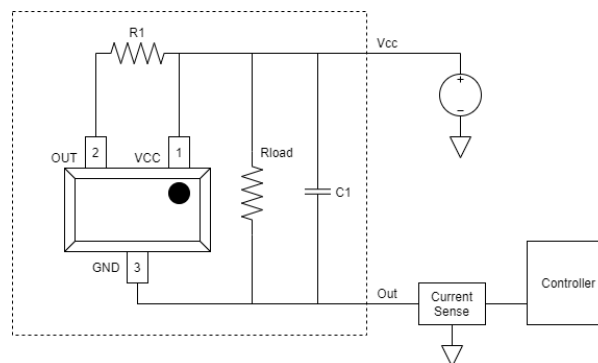 R1
Vcc
+
−
OUT
2
VCC
1
Rload
C1
GND
3
Out
Current
Sense
Controller